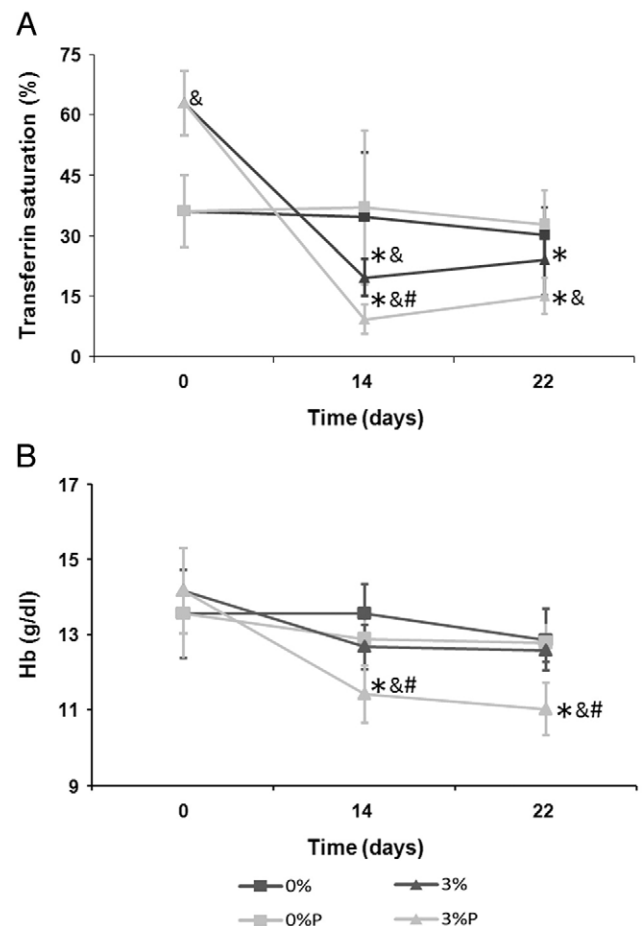 A
Transferrin saturation (%)
75
60
45
30
15
0
&
*&
*&#
*
*&
0 14 22
Time (days)
B
Hb (g/dl)
17
15
13
11
9
*&#
*&#
0 14 22
Time (days)
0% 3%
0%P 3%P